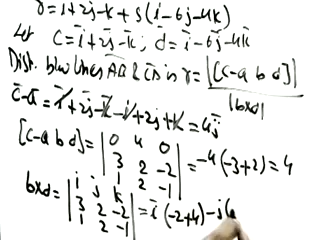 r = i + 2j - k + s(i - 6j - 4k)
Let c = i + 2j - k ; d = i - 6j - 4k
Dist. b/w lines AB & CD is r = |[c-a b d]| / |bxd|
c - a = i + 2j - k - i + 2j + k = 4j
[c-a b d] = | 0 4 0 | = -4(-3+2) = 4
3 2 -2
1 2 -1
bxd = | i j k | = i(-2+4) - j(
3 2 -2
1 2 -1